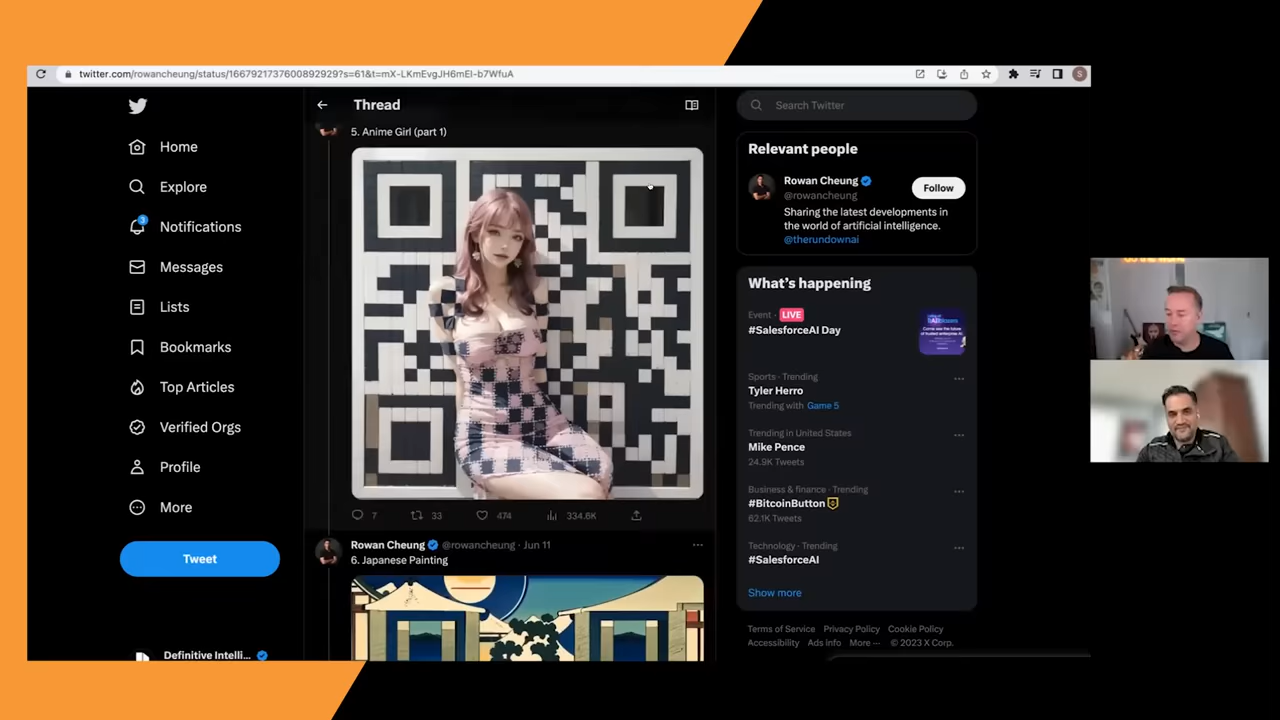 twitter.com/rowancheung/status/1667921737600892929?s=61&t=mX-LKmEvgJH6mEI-b7WfuA
S
Home
Explore
3
Notifications
Messages
Lists
Bookmarks
Top Articles
Verified Orgs
Profile
More
Tweet
Definitive Intelli...
Thread
5. Anime Girl (part 1)
7
33
474
334.6K
Rowan Cheung @rowancheung · Jun 11
6. Japanese Painting
Search Twitter
Relevant people
Rowan Cheung
@rowancheung
Follow
Sharing the latest developments in
the world of artificial intelligence.
@therundownai
What's happening
Event · LIVE
#SalesforceAI Day
Sports · Trending
Tyler Herro
Trending with Game 5
Trending in United States
Mike Pence
24.9K Tweets
Business & finance · Trending
#BitcoinButton
62.1K Tweets
Technology · Trending
#SalesforceAI
Show more
Terms of Service Privacy Policy Cookie Policy
Accessibility Ads info More ··· © 2023 X Corp.